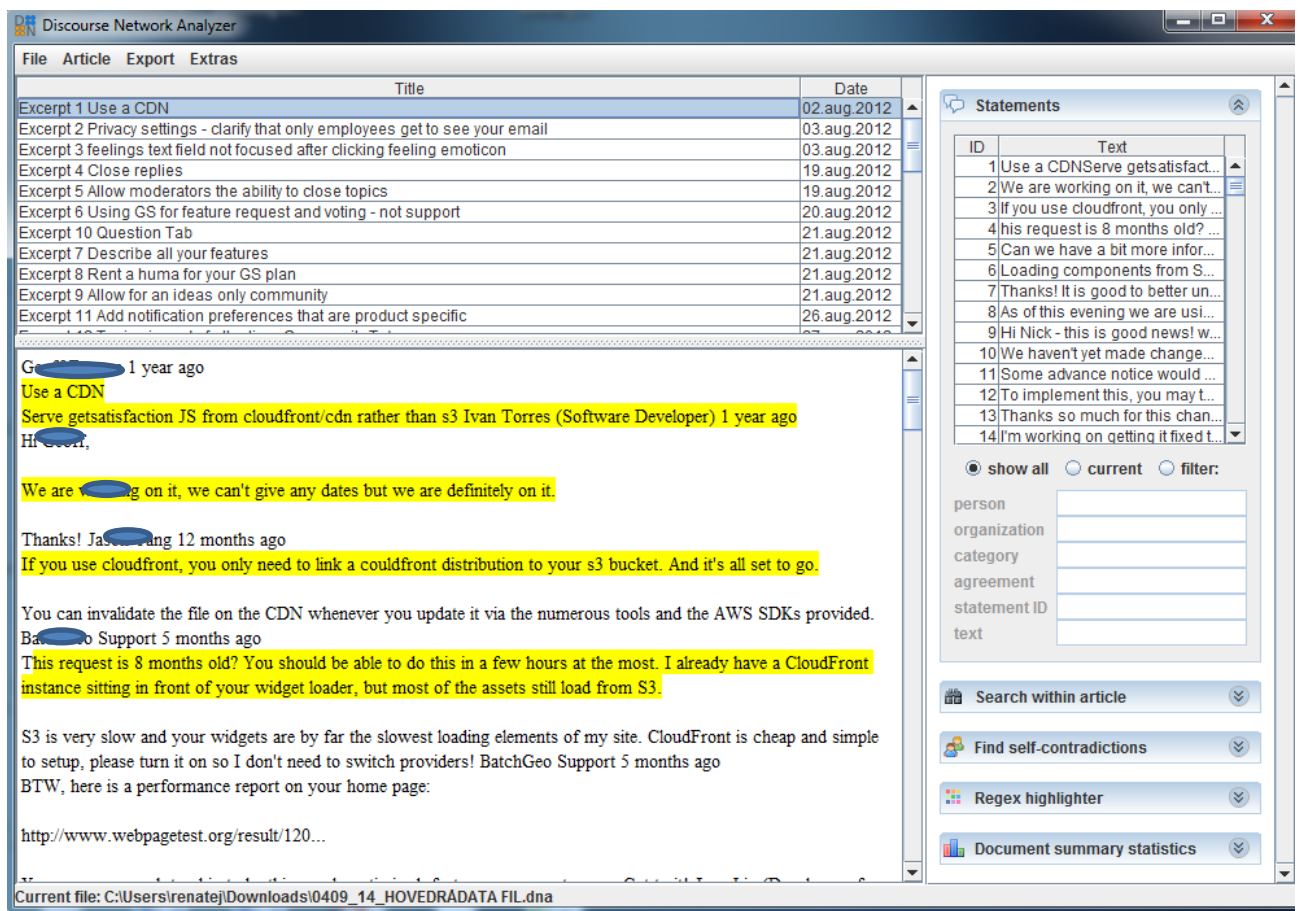 Discourse Network Analyzer
File Article Export Extras
Title Date
Excerpt 1 Use a CDN 02.aug.2012
Excerpt 2 Privacy settings - clarify that only employees get to see your email 03.aug.2012
Excerpt 3 feelings text field not focused after clicking feeling emoticon 03.aug.2012
Excerpt 4 Close replies 19.aug.2012
Excerpt 5 Allow moderators the ability to close topics 19.aug.2012
Excerpt 6 Using GS for feature request and voting - not support 20.aug.2012
Excerpt 10 Question Tab 21.aug.2012
Excerpt 7 Describe all your features 21.aug.2012
Excerpt 8 Rent a huma for your GS plan 21.aug.2012
Excerpt 9 Allow for an ideas only community 21.aug.2012
Excerpt 11 Add notification preferences that are product specific 26.aug.2012
1 year ago
Use a CDN
Serve getsatisfaction JS from cloudfront/cdn rather than s3 Ivan Torres (Software Developer) 1 year ago
Hi
We are on it, we can't give any dates but we are definitely on it.
Thanks! 12 months ago
If you use cloudfront, you only need to link a couldfront distribution to your s3 bucket. And it's all set to go.
You can invalidate the file on the CDN whenever you update it via the numerous tools and the AWS SDKs provided.
Support 5 months ago
This request is 8 months old? You should be able to do this in a few hours at the most. I already have a CloudFront
instance sitting in front of your widget loader, but most of the assets still load from S3.
S3 is very slow and your widgets are by far the slowest loading elements of my site. CloudFront is cheap and simple
to setup, please turn it on so I don't need to switch providers! BatchGeo Support 5 months ago
BTW, here is a performance report on your home page:
http://www.webpagetest.org/result/120...
Current file: C:\Users\renatej\Downloads\0409_14_HOVEDRÅDATA FIL.dna
Statements
ID Text
1 Use a CDNServe getsatisfact...
2 We are working on it, we can't...
3 If you use cloudfront, you only ...
4 his request is 8 months old? ...
5 Can we have a bit more infor...
6 Loading components from S...
7 Thanks! It is good to better un...
8 As of this evening we are usi...
9 Hi Nick - this is good news! w...
10 We haven't yet made change...
11 Some advance notice would ...
12 To implement this, you may t...
13 Thanks so much for this chan...
14 I'm working on getting it fixed t...
show all current filter:
person
organization
category
agreement
statement ID
text
Search within article
Find self-contradictions
Regex highlighter
Document summary statistics